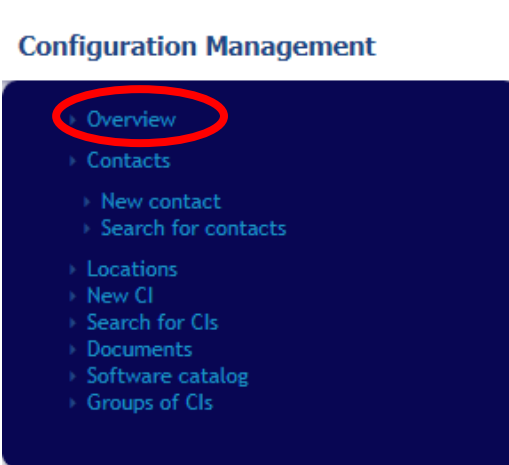 Configuration Management
Overview
Contacts
New contact
Search for contacts
Locations
New CI
Search for CIs
Documents
Software catalog
Groups of CIs